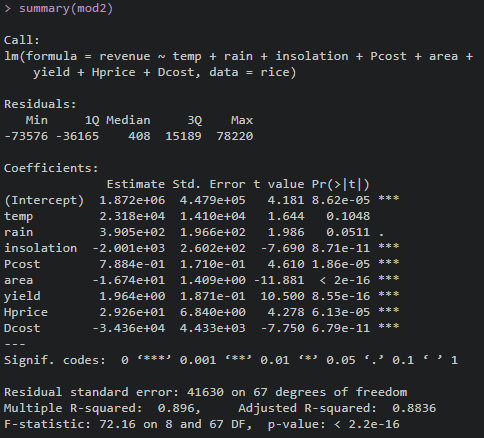 > summary(mod2)

Call:
lm(formula = revenue ~ temp + rain + insolation + Pcost + area +
    yield + Hprice + Dcost, data = rice)

Residuals:
   Min     1Q Median     3Q    Max
-73576 -36165    408  15189  78220

Coefficients:
              Estimate Std. Error t value Pr(>|t|)
(Intercept)  1.872e+06  4.479e+05   4.181 8.62e-05 ***
temp         2.318e+04  1.410e+04   1.644   0.1048
rain         3.905e+02  1.966e+02   1.986   0.0511 .
insolation  -2.001e+03  2.602e+02  -7.690 8.71e-11 ***
Pcost        7.884e-01  1.710e-01   4.610 1.86e-05 ***
area        -1.674e+01  1.409e+00 -11.881  < 2e-16 ***
yield        1.964e+00  1.871e-01  10.500 8.55e-16 ***
Hprice       2.926e+01  6.840e+00   4.278 6.13e-05 ***
Dcost       -3.436e+04  4.433e+03  -7.750 6.79e-11 ***
---
Signif. codes:  0 ‘***’ 0.001 ‘**’ 0.01 ‘*’ 0.05 ‘.’ 0.1 ‘ ’ 1

Residual standard error: 41630 on 67 degrees of freedom
Multiple R-squared:  0.896,     Adjusted R-squared:  0.8836
F-statistic: 72.16 on 8 and 67 DF,  p-value: < 2.2e-16